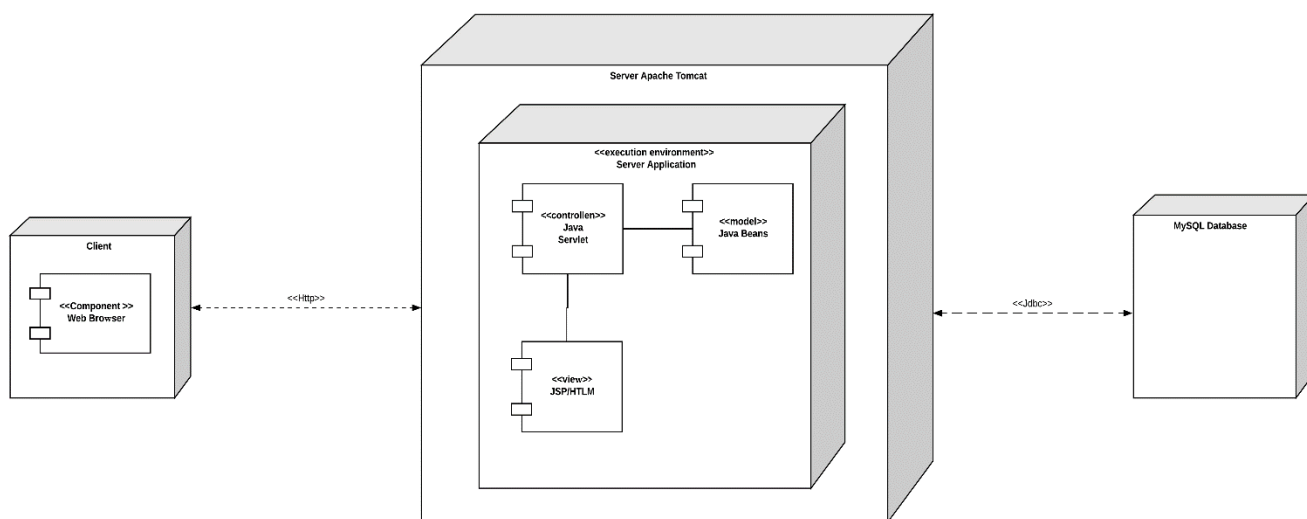 Server Apache Tomcat
<<execution environment>>
Server Application
<<controllen>>
Java
Servlet
<<model>>
Java Beans
<<view>>
JSP/HTLM
Client
<<Component >>
Web Browser
<<Http>>
<<Jdbc>>
MySQL Database